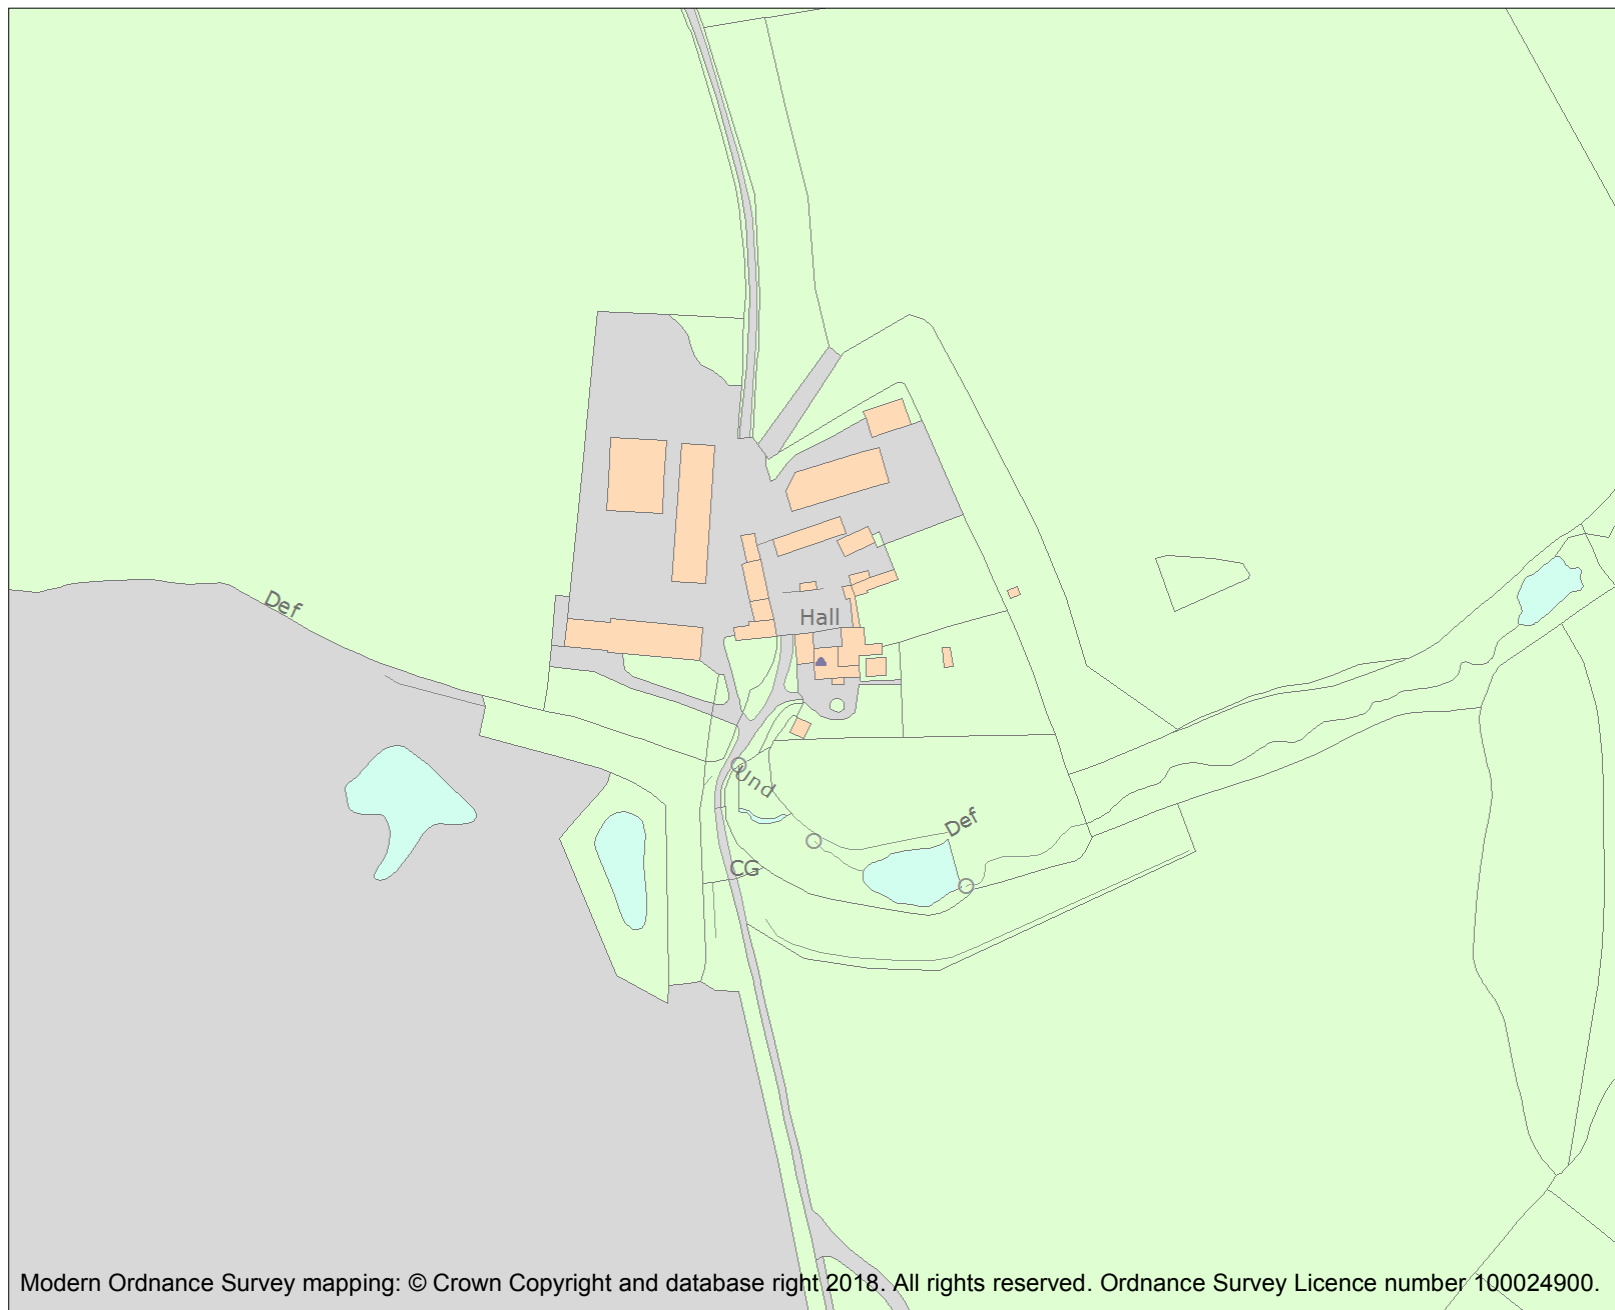 Def
Hall
Und
Def
CG
Modern Ordnance Survey mapping: © Crown Copyright and database right 2018. All rights reserved. Ordnance Survey Licence number 100024900.